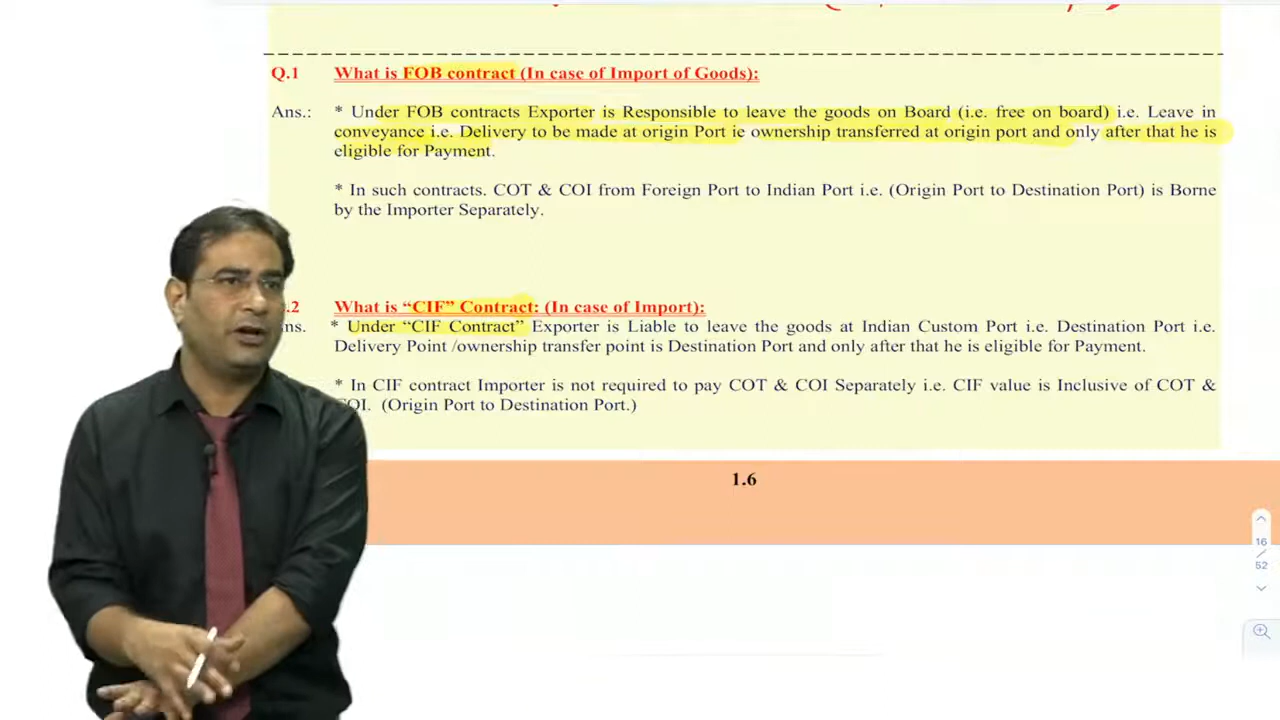 Q.1 What is FOB contract (In case of Import of Goods):
Ans.: * Under FOB contracts Exporter is Responsible to leave the goods on Board (i.e. free on board) i.e. Leave in
conveyance i.e. Delivery to be made at origin Port ie ownership transferred at origin port and only after that he is
eligible for Payment.
* In such contracts. COT & COI from Foreign Port to Indian Port i.e. (Origin Port to Destination Port) is Borne
by the Importer Separately.
.2 What is “CIF” Contract: (In case of Import):
ns. * Under “CIF Contract” Exporter is Liable to leave the goods at Indian Custom Port i.e. Destination Port i.e.
Delivery Point /ownership transfer point is Destination Port and only after that he is eligible for Payment.
* In CIF contract Importer is not required to pay COT & COI Separately i.e. CIF value is Inclusive of COT &
COI. (Origin Port to Destination Port.)
1.6
16
/
52